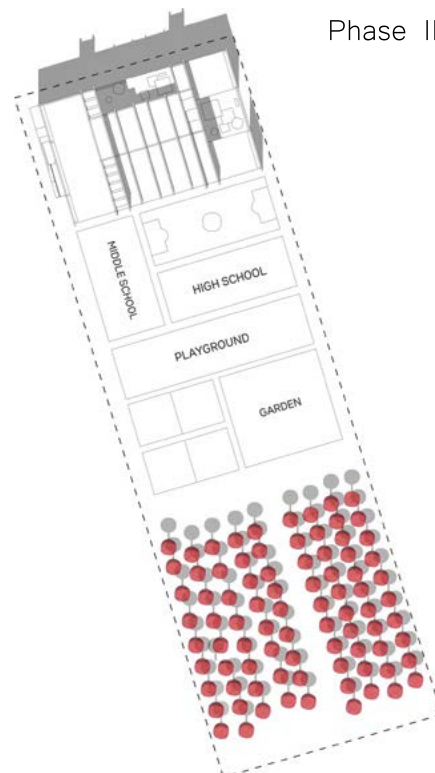 Phase II
MIDDLE SCHOOL
HIGH SCHOOL
PLAYGROUND
GARDEN